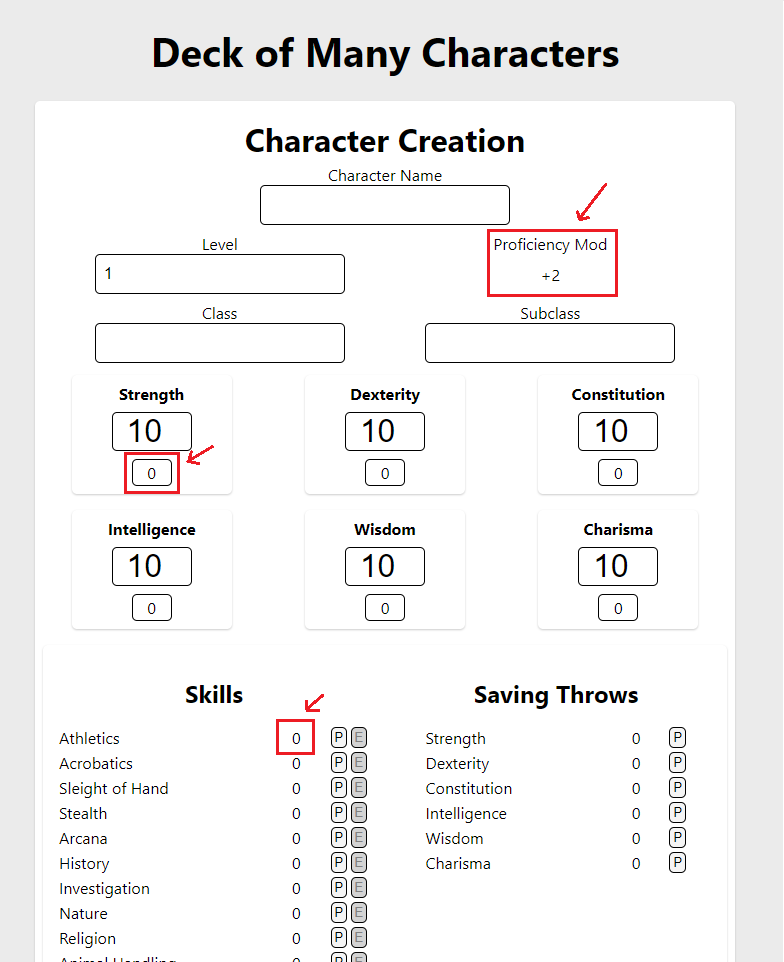 Deck of Many Characters
Character Creation
Character Name
Level Proficiency Mod
1 +2
Class Subclass
Strength Dexterity Constitution
10 10 10
0 0 0
Intelligence Wisdom Charisma
10 10 10
0 0 0
Skills Saving Throws
Athletics 0 P E Strength 0 P
Acrobatics 0 P E Dexterity 0 P
Sleight of Hand 0 P E Constitution 0 P
Stealth 0 P E Intelligence 0 P
Arcana 0 P E Wisdom 0 P
History 0 P E Charisma 0 P
Investigation 0 P E
Nature 0 P E
Religion 0 P E
Animal Handling 0 P E